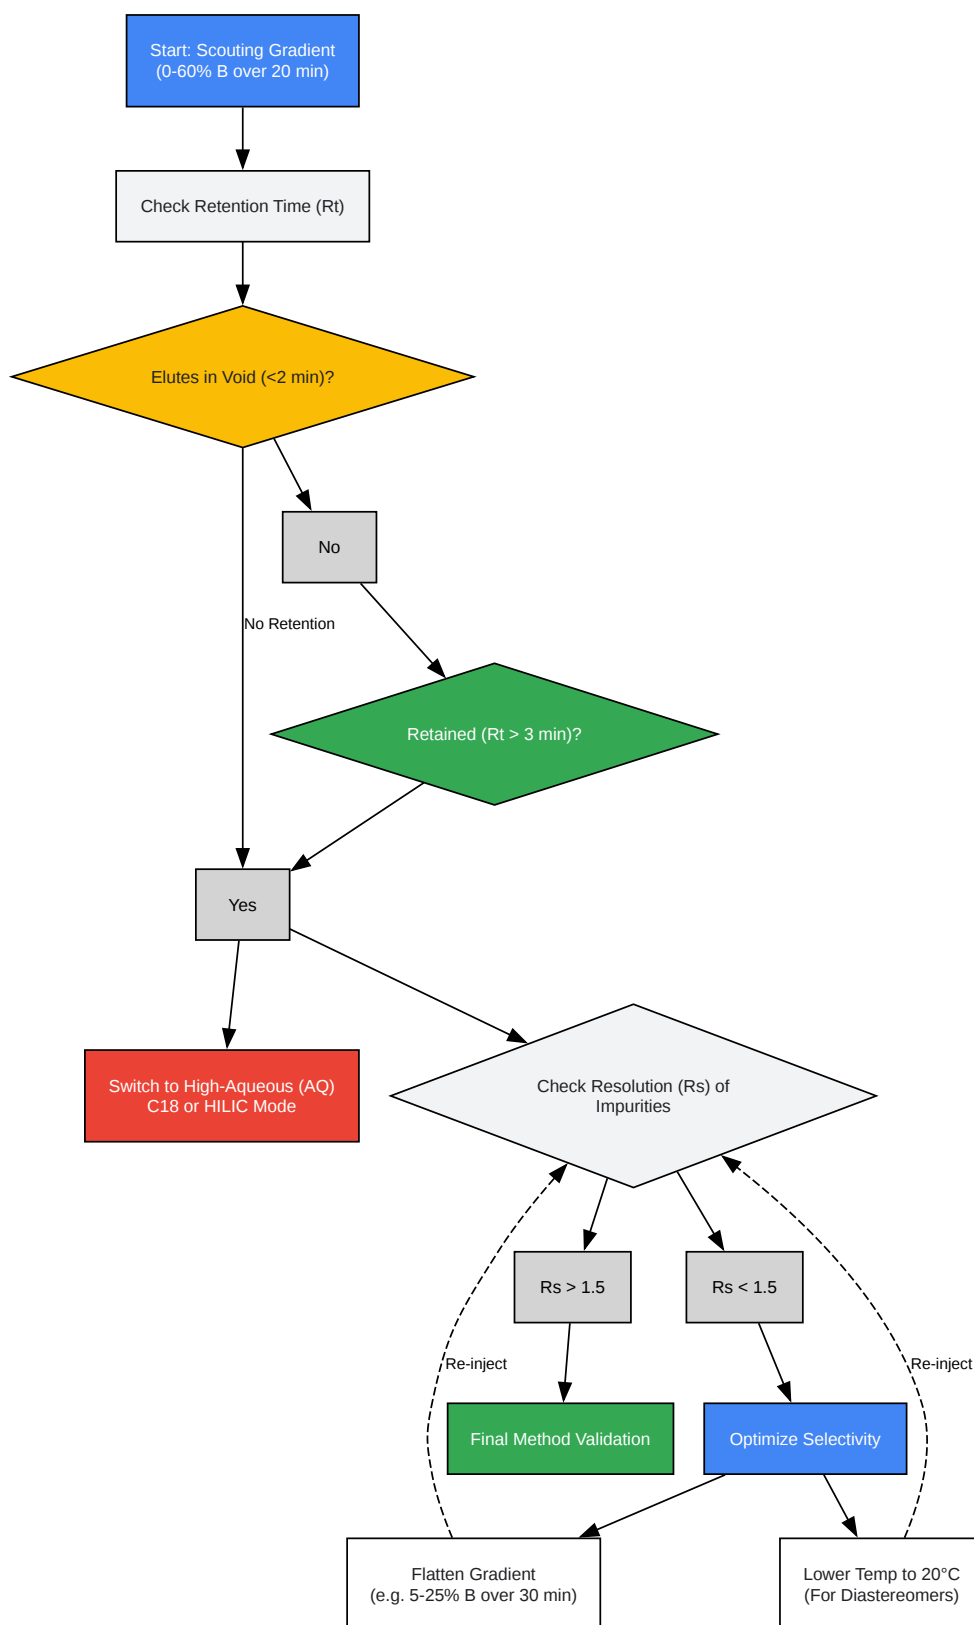 Start: Scouting Gradient
(0-60% B over 20 min)
Check Retention Time (Rt)
Elutes in Void (<2 min)?
No
No Retention
Retained (Rt > 3 min)?
Yes
Switch to High-Aqueous (AQ)
C18 or HILIC Mode
Check Resolution (Rs) of
Impurities
Rs > 1.5
Rs < 1.5
Re-inject
Re-inject
Final Method Validation
Optimize Selectivity
Flatten Gradient
(e.g. 5-25% B over 30 min)
Lower Temp to 20°C
(For Diastereomers)